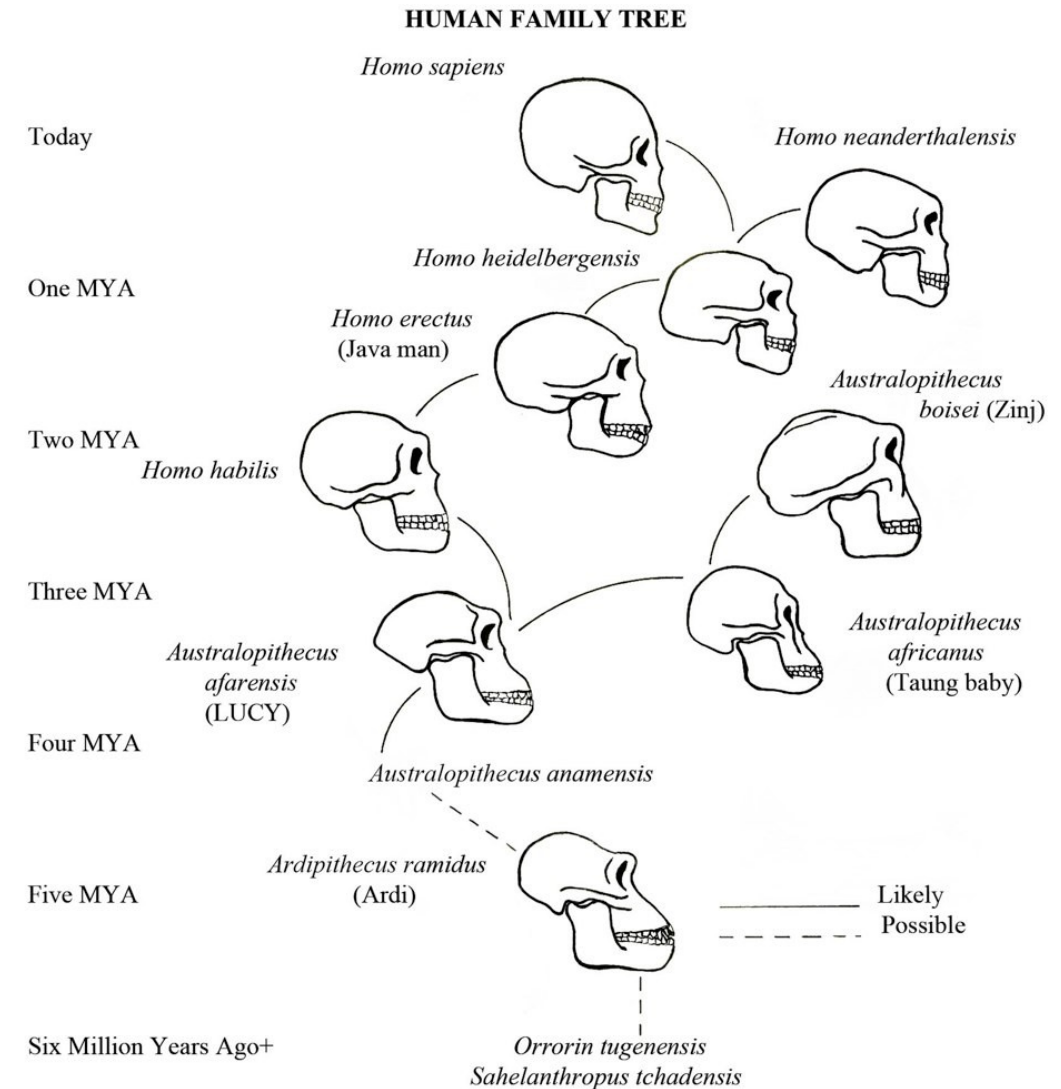 HUMAN FAMILY TREE
Homo sapiens
Today
Homo neanderthalensis
Homo heidelbergensis
One MYA
Homo erectus
(Java man)
Australopithecus
boisei (Zinj)
Two MYA
Homo habilis
Three MYA
Australopithecus
africanus
(Taung baby)
Australopithecus
afarensis
(LUCY)
Four MYA
Australopithecus anamensis
Ardipithecus ramidus
(Ardi)
Five MYA
Likely
Possible
Six Million Years Ago+
Orrorin tugenensis
Sahelanthropus tchadensis